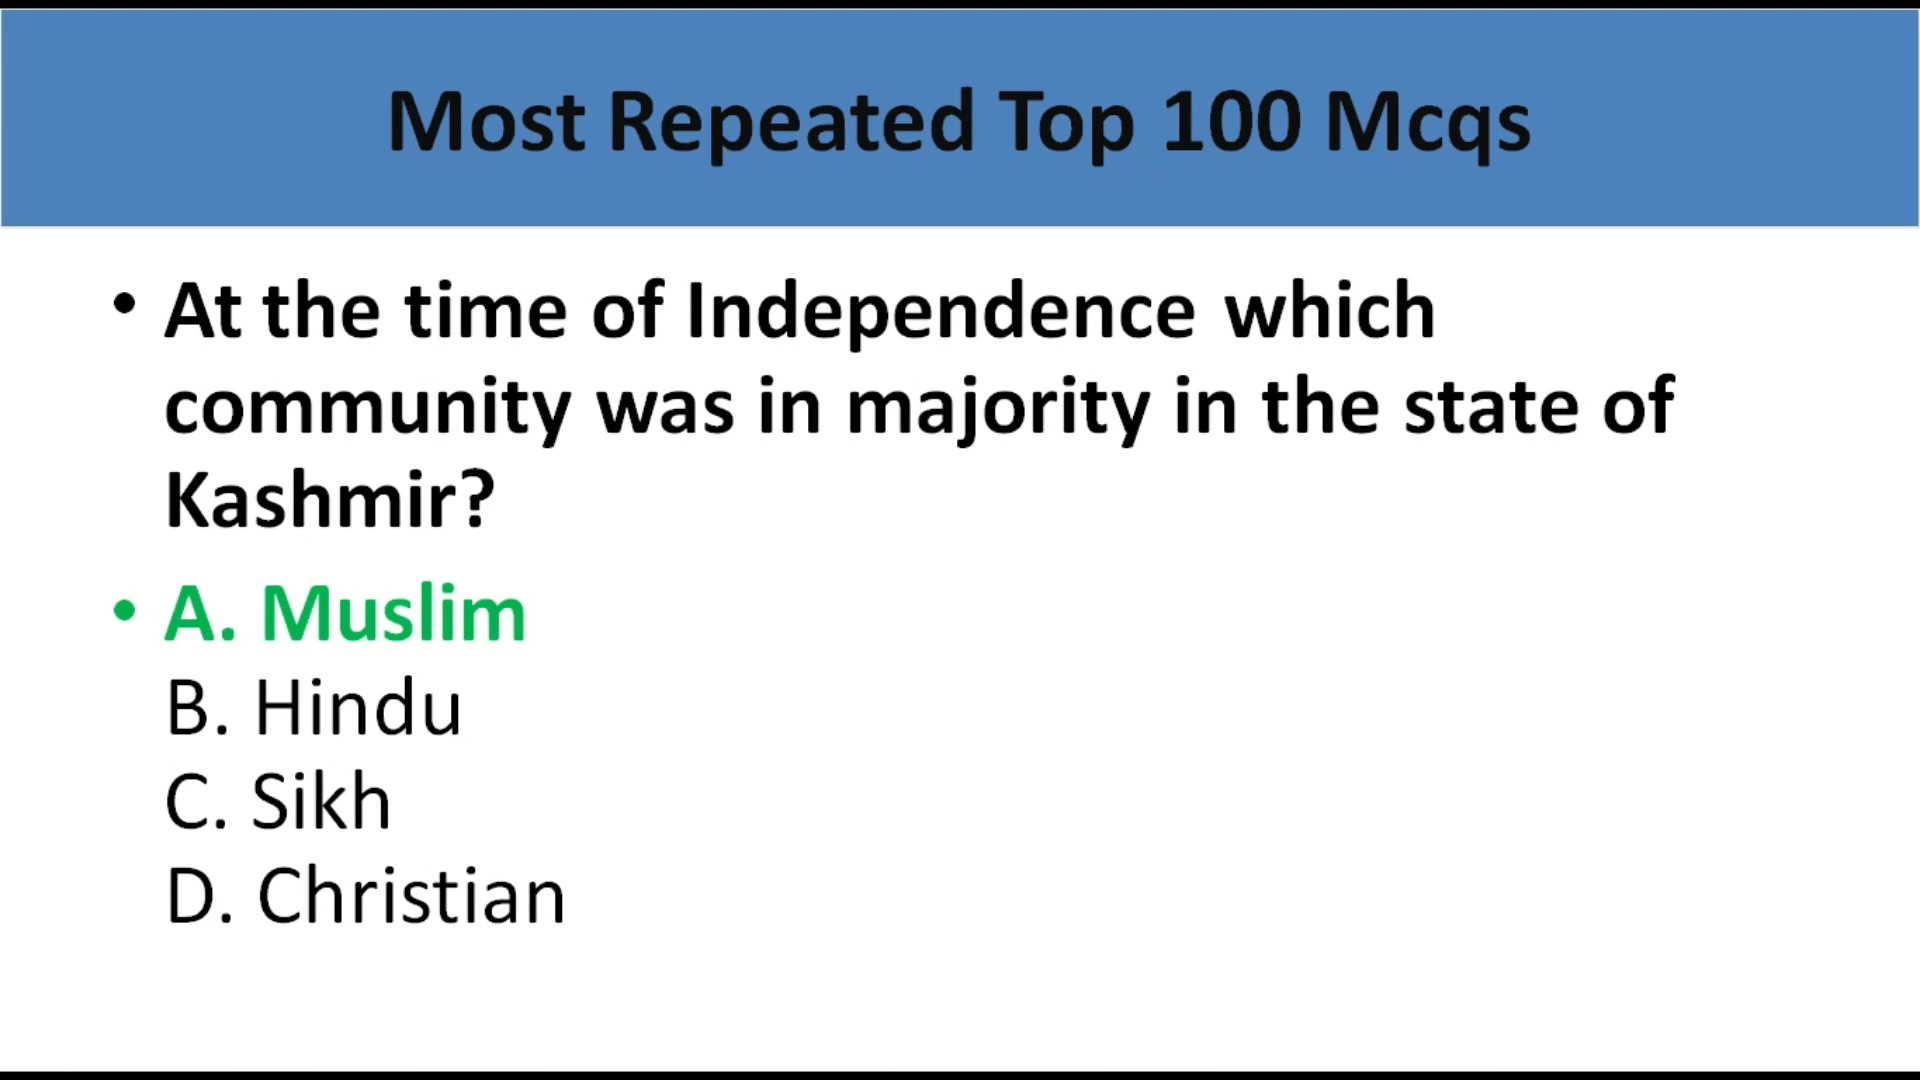 Most Repeated Top 100 Mcqs
• At the time of Independence which
community was in majority in the state of
Kashmir?
• A. Muslim
B. Hindu
C. Sikh
D. Christian